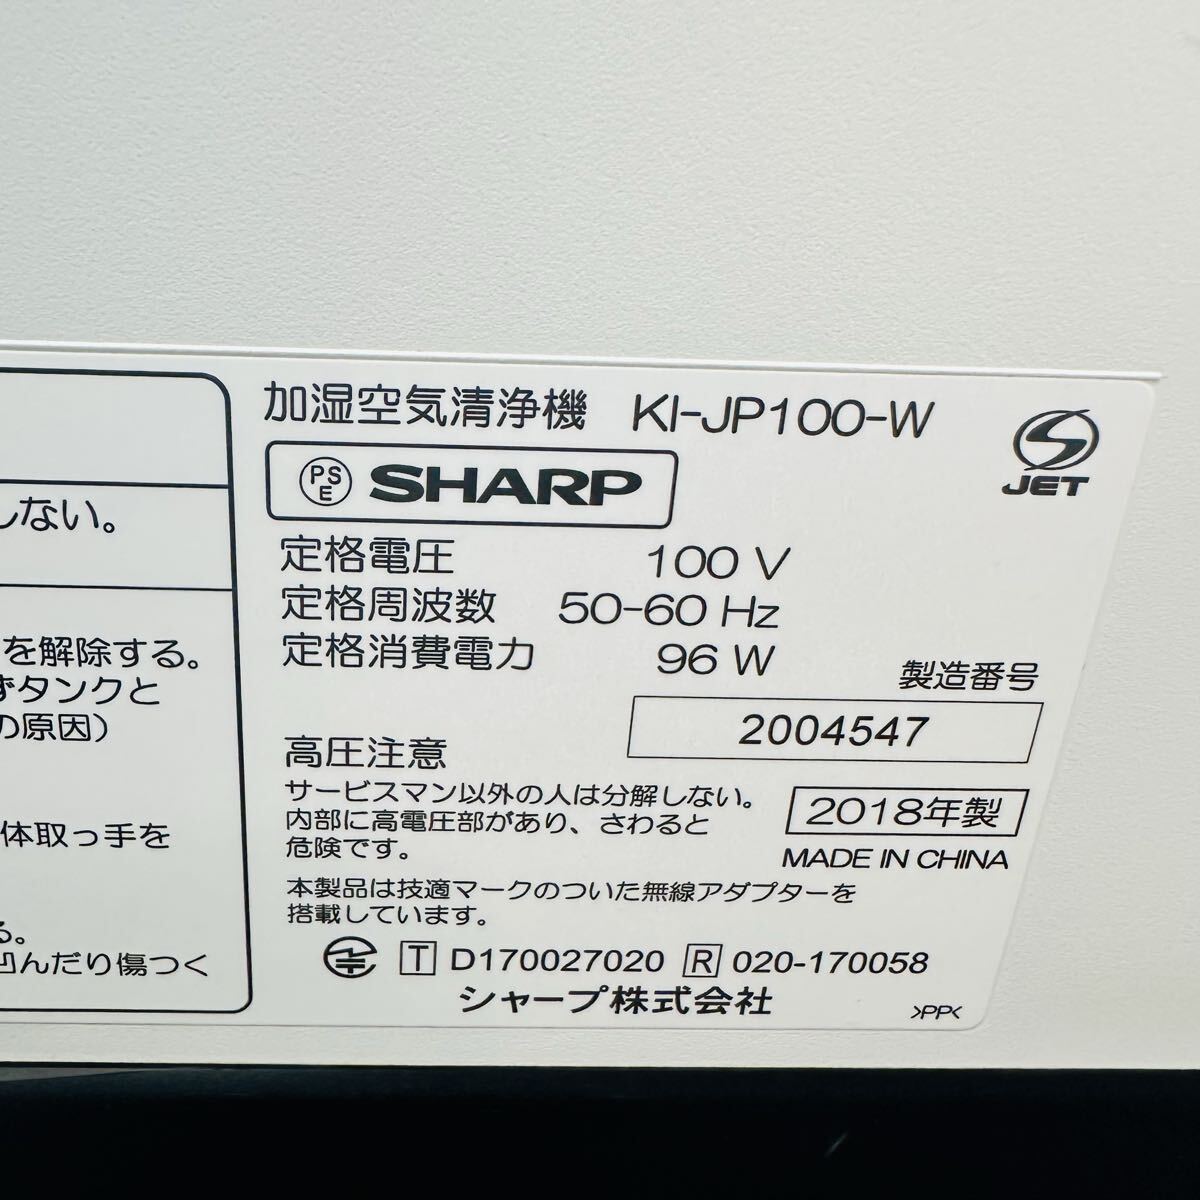 しない。
を解除する。
ずタンクと
の原因）
体取っ手を
る。
凹んだり傷つく
加湿空気清浄機 KI-JP100-W
PS E SHARP
JET
定格電圧 100 V
定格周波数 50-60 Hz
定格消費電力 96 W
製造番号
2004547
高圧注意
サービスマン以外の人は分解しない。
内部に高電圧部があり、さわると
危険です。
2018年製
MADE IN CHINA
本製品は技適マークのついた無線アダプターを
搭載しています。
T D170027020 R 020-170058
シャープ株式会社
>PP<